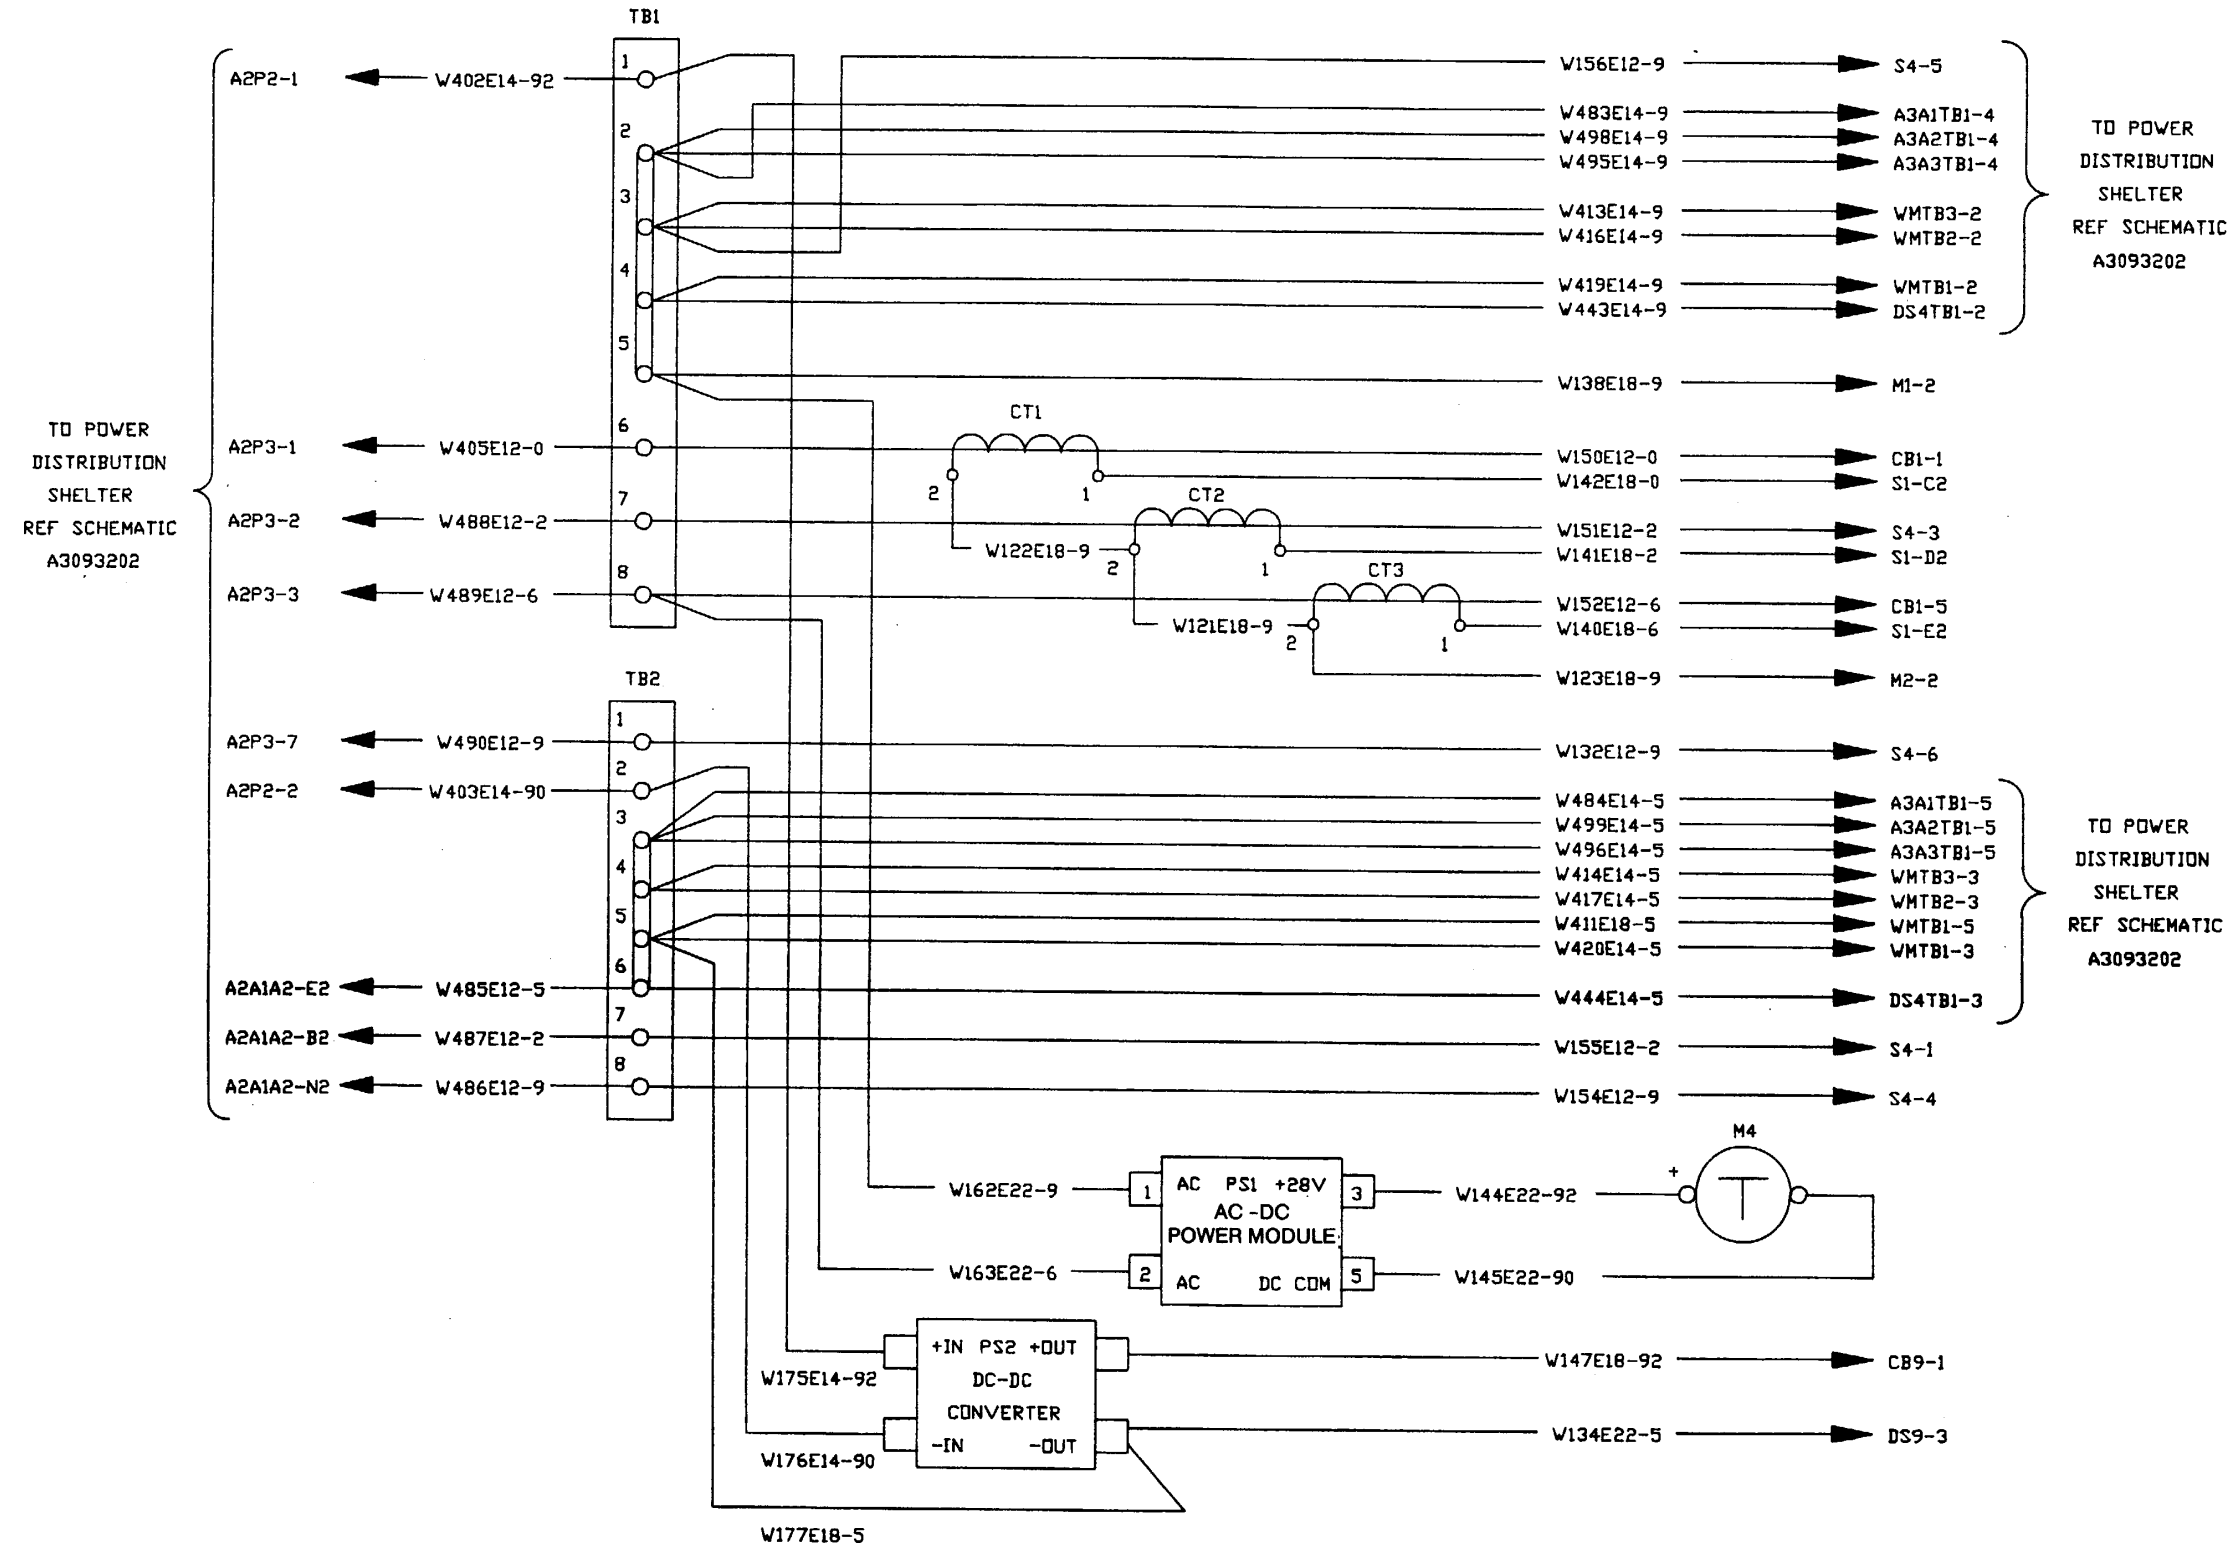 TB1
1
A2P2-1
W402E14-92
W156E12-9
S4-5
W483E14-9
A3A1TB1-4
2
W498E14-9
A3A2TB1-4
W495E14-9
A3A3TB1-4
3
W413E14-9
WMTB3-2
W416E14-9
WMTB2-2
4
W419E14-9
WMTB1-2
W443E14-9
DS4TB1-2
TO POWER
DISTRIBUTION
SHELTER
REF SCHEMATIC
A3093202
5
W138E18-9
M1-2
TO POWER
DISTRIBUTION
SHELTER
REF SCHEMATIC
A3093202
CT1
6
A2P3-1
W405E12-0
W150E12-0
CB1-1
2
1
W142E18-0
S1-C2
CT2
7
A2P3-2
W488E12-2
W151E12-2
S4-3
W122E18-9
2
1
W141E18-2
S1-D2
CT3
8
A2P3-3
W489E12-6
W152E12-6
CB1-5
W121E18-9
2
1
W140E18-6
S1-E2
W123E18-9
M2-2
TB2
1
A2P3-7
W490E12-9
W132E12-9
S4-6
2
A2P2-2
W403E14-90
W484E14-5
A3A1TB1-5
3
W499E14-5
A3A2TB1-5
W496E14-5
A3A3TB1-5
4
W414E14-5
WMTB3-3
W417E14-5
WMTB2-3
5
W411E18-5
WMTB1-5
W420E14-5
WMTB1-3
6
A2A1A2-E2
W485E12-5
W444E14-5
DS4TB1-3
TO POWER
DISTRIBUTION
SHELTER
REF SCHEMATIC
A3093202
7
A2A1A2-B2
W487E12-2
W155E12-2
S4-1
8
A2A1A2-N2
W486E12-9
W154E12-9
S4-4
M4
+
W162E22-9
1
AC PS1 +28V
3
W144E22-92
AC-DC
POWER MODULE
W163E22-6
2
AC DC COM
5
W145E22-90
+IN PS2 +OUT
W147E18-92
CB9-1
W175E14-92
DC-DC
CONVERTER
-IN -OUT
W134E22-5
DS9-3
W176E14-90
W177E18-5